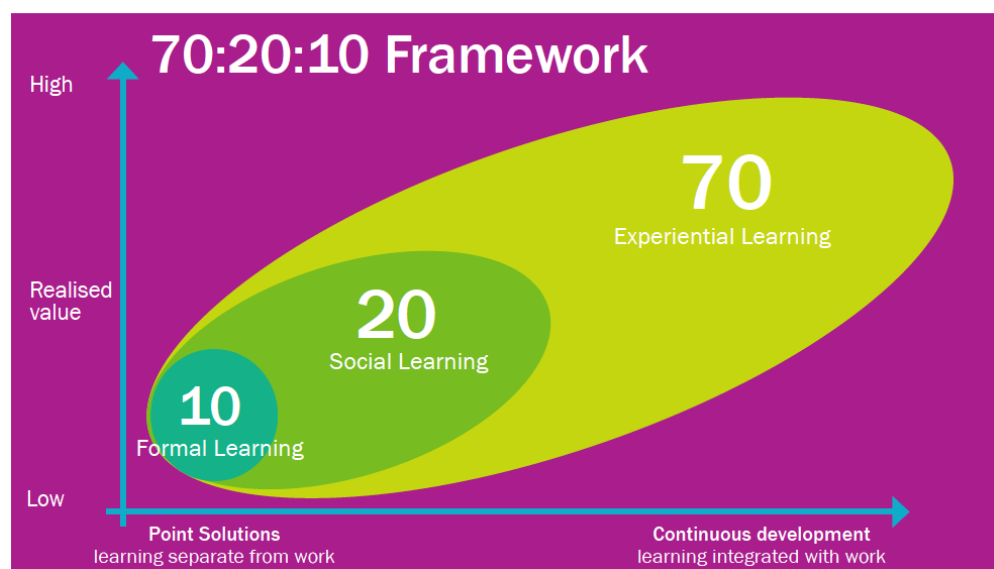 70:20:10 Framework
High
70
Experiential Learning
Realised
value
20
Social Learning
10
Formal Learning
Low
Point Solutions
learning separate from work
Continuous development
learning integrated with work